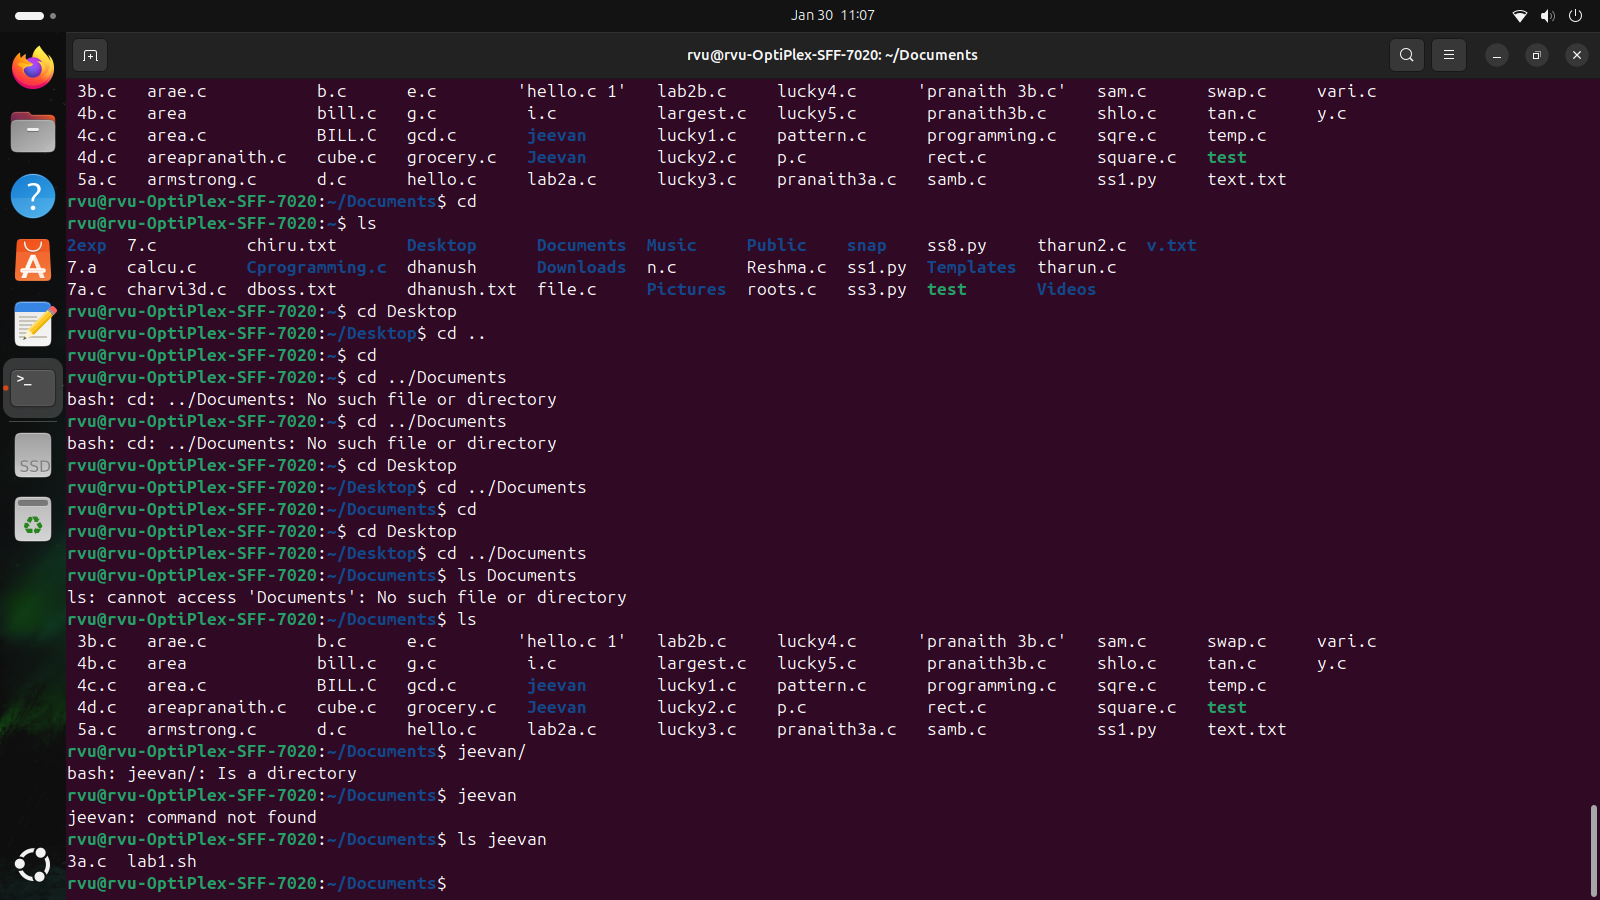 Jan 30 11:07
rvu@rvu-OptiPlex-SFF-7020: ~/Documents
3b.c arae.c b.c e.c 'hello.c 1' lab2b.c lucky4.c 'pranaith 3b.c' sam.c swap.c vari.c
4b.c area bill.c g.c i.c largest.c lucky5.c pranaith3b.c shlo.c tan.c y.c
4c.c area.c BILL.C gcd.c jeevan lucky1.c pattern.c programming.c sqre.c temp.c
4d.c areapranaith.c cube.c grocery.c Jeevan lucky2.c p.c rect.c square.c test
5a.c armstrong.c d.c hello.c lab2a.c lucky3.c pranaith3a.c samb.c ss1.py text.txt
rvu@rvu-OptiPlex-SFF-7020:~/Documents$ cd
rvu@rvu-OptiPlex-SFF-7020:~$ ls
2exp 7.c chiru.txt Desktop Documents Music Public snap ss8.py tharun2.c v.txt
7.a calcu.c Cprogramming.c dhanush Downloads n.c Reshma.c ss1.py Templates tharun.c
7a.c charvi3d.c dboss.txt dhanush.txt file.c Pictures roots.c ss3.py test Videos
rvu@rvu-OptiPlex-SFF-7020:~$ cd Desktop
rvu@rvu-OptiPlex-SFF-7020:~/Desktop$ cd ..
rvu@rvu-OptiPlex-SFF-7020:~$ cd
rvu@rvu-OptiPlex-SFF-7020:~$ cd ../Documents
bash: cd: ../Documents: No such file or directory
rvu@rvu-OptiPlex-SFF-7020:~$ cd ../Documents
bash: cd: ../Documents: No such file or directory
rvu@rvu-OptiPlex-SFF-7020:~$ cd Desktop
rvu@rvu-OptiPlex-SFF-7020:~/Desktop$ cd ../Documents
rvu@rvu-OptiPlex-SFF-7020:~/Documents$ cd
rvu@rvu-OptiPlex-SFF-7020:~$ cd Desktop
rvu@rvu-OptiPlex-SFF-7020:~/Desktop$ cd ../Documents
rvu@rvu-OptiPlex-SFF-7020:~/Documents$ ls Documents
ls: cannot access 'Documents': No such file or directory
rvu@rvu-OptiPlex-SFF-7020:~/Documents$ ls
3b.c arae.c b.c e.c 'hello.c 1' lab2b.c lucky4.c 'pranaith 3b.c' sam.c swap.c vari.c
4b.c area bill.c g.c i.c largest.c lucky5.c pranaith3b.c shlo.c tan.c y.c
4c.c area.c BILL.C gcd.c jeevan lucky1.c pattern.c programming.c sqre.c temp.c
4d.c areapranaith.c cube.c grocery.c Jeevan lucky2.c p.c rect.c square.c test
5a.c armstrong.c d.c hello.c lab2a.c lucky3.c pranaith3a.c samb.c ss1.py text.txt
rvu@rvu-OptiPlex-SFF-7020:~/Documents$ jeevan/
bash: jeevan/: Is a directory
rvu@rvu-OptiPlex-SFF-7020:~/Documents$ jeevan
jeevan: command not found
rvu@rvu-OptiPlex-SFF-7020:~/Documents$ ls jeevan
3a.c lab1.sh
rvu@rvu-OptiPlex-SFF-7020:~/Documents$
SSD